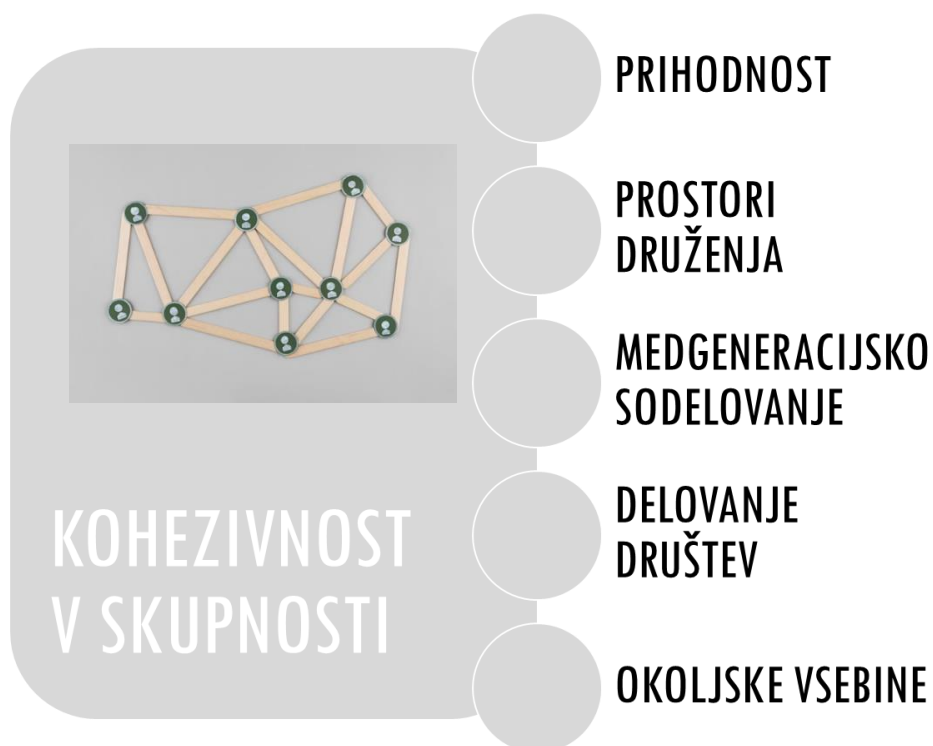 KOHEZIVNOST
V SKUPNOSTI
PRIHODNOST
PROSTORI
DRUŽENJA
MEDGENERACIJSKO
SODELOVANJE
DELOVANJE
DRUŠTEV
OKOLJSKE VSEBINE